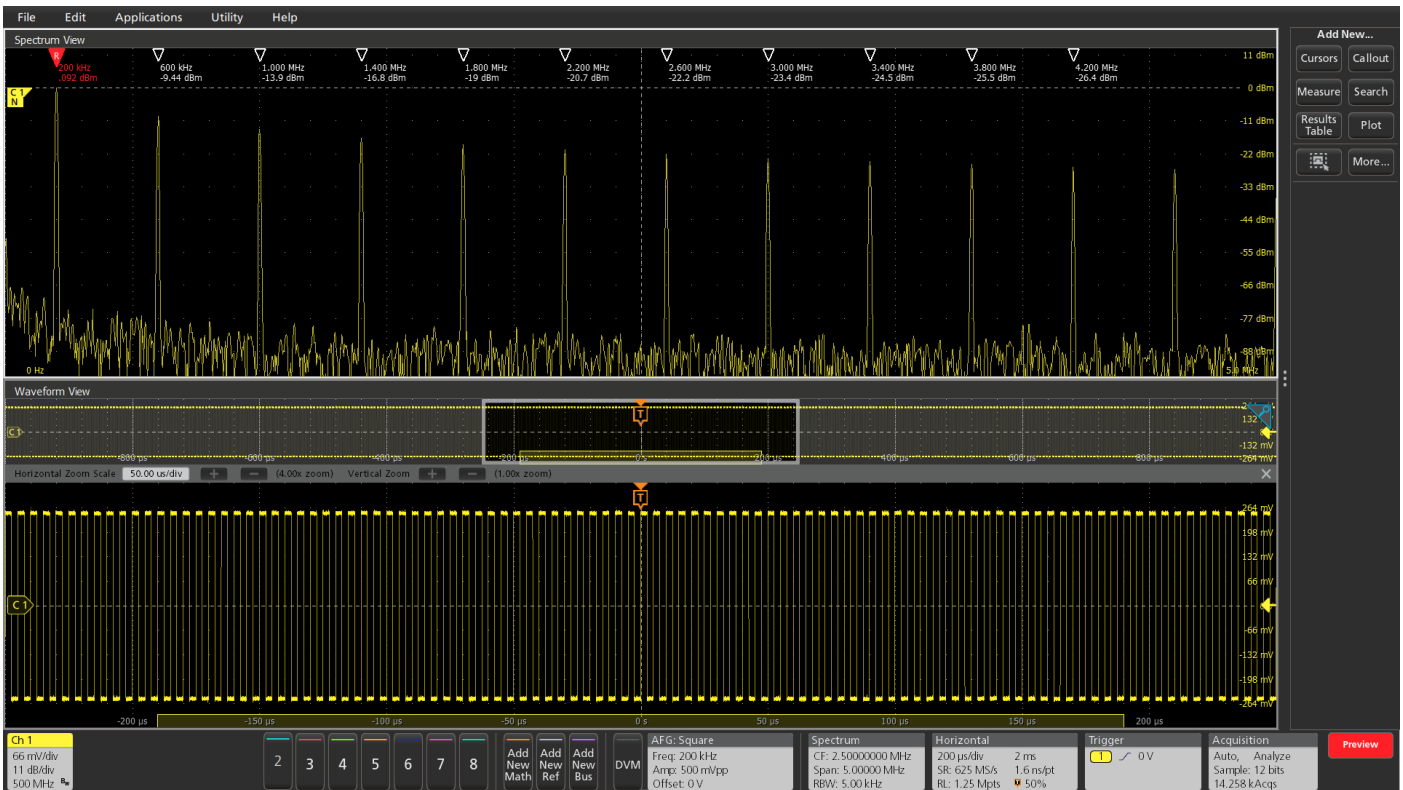 File Edit Applications Utility Help
Add New...
Spectrum View
Cursors Callout
Measure Search
Results Table Plot
More...
R
200 kHz
.092 dBm
600 kHz
-9.44 dBm
1.000 MHz
-13.9 dBm
1.400 MHz
-16.8 dBm
1.800 MHz
-19 dBm
2.200 MHz
-20.7 dBm
2.600 MHz
-22.2 dBm
3.000 MHz
-23.4 dBm
3.400 MHz
-24.5 dBm
3.800 MHz
-25.5 dBm
4.200 MHz
-26.4 dBm
C 1
N
11 dBm
0 dBm
-11 dBm
-22 dBm
-33 dBm
-44 dBm
-55 dBm
-66 dBm
-77 dBm
-88 dBm
0 Hz
5.0 MHz
Waveform View
T
C 1
132
-132 mV
-264 mV
-800 µs -600 µs -400 µs -200 µs 0 s 200 µs 400 µs 600 µs 800 µs
Horizontal Zoom Scale 50.00 us/div + − (4.00x zoom) Vertical Zoom + − (1.00x zoom)
T
264 mV
198 mV
132 mV
66 mV
C 1
-66 mV
-132 mV
-198 mV
-264 mV
-200 µs -150 µs -100 µs -50 µs 0 s 50 µs 100 µs 150 µs 200 µs
Ch 1
66 mV/div
11 dB/div
500 MHz
2 3 4 5 6 7 8
Add New Math
Add New Ref
Add New Bus
DVM
AFG: Square
Freq: 200 kHz
Amp: 500 mVpp
Offset: 0 V
Spectrum
CF: 2.50000000 MHz
Span: 5.00000 MHz
RBW: 5.00 kHz
Horizontal
200 µs/div 2 ms
SR: 625 MS/s 1.6 ns/pt
RL: 1.25 Mpts 50%
Trigger
1 0 V
Acquisition
Auto, Analyze
Sample: 12 bits
14.258 kAcqs
Preview